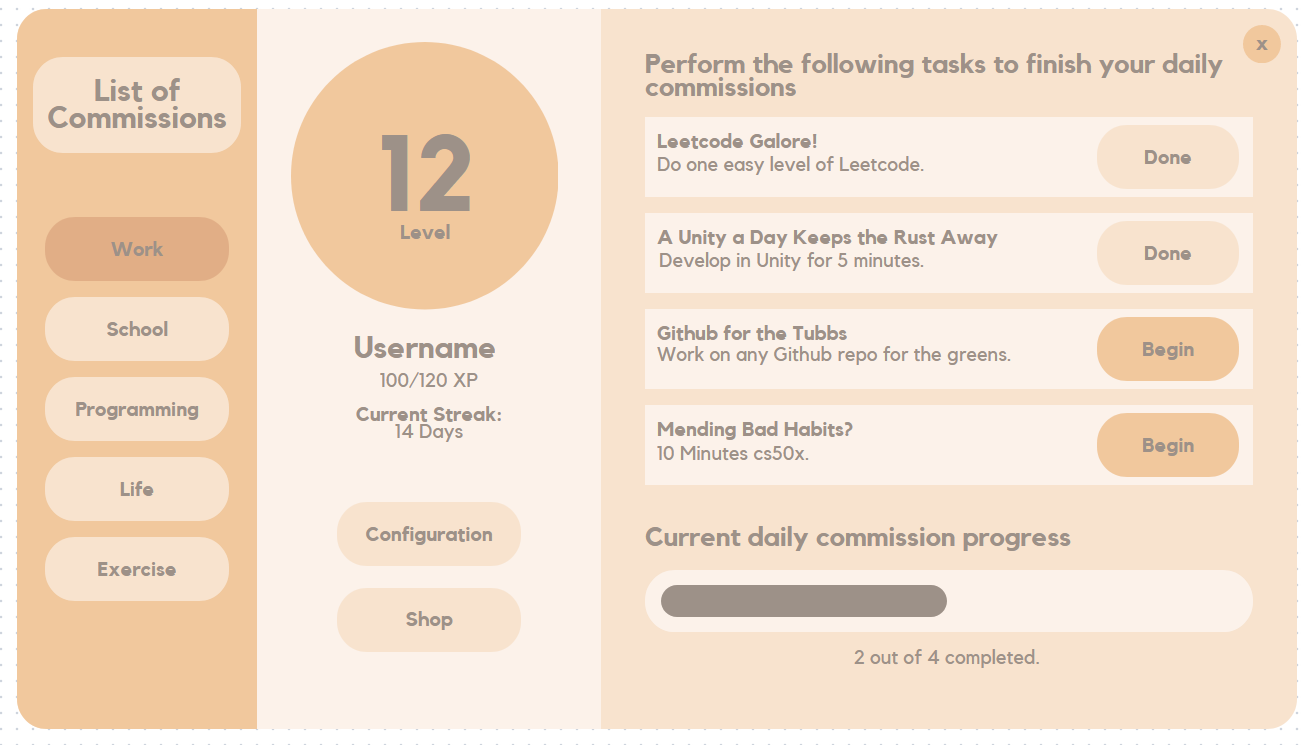 List of
Commissions
Work
School
Programming
Life
Exercise
12
Level
Username
100/120 XP
Current Streak:
14 Days
Configuration
Shop
x
Perform the following tasks to finish your daily
commissions
Leetcode Galore!
Do one easy level of Leetcode.
Done
A Unity a Day Keeps the Rust Away
Develop in Unity for 5 minutes.
Done
Github for the Tubbs
Work on any Github repo for the greens.
Begin
Mending Bad Habits?
10 Minutes cs50x.
Begin
Current daily commission progress
2 out of 4 completed.